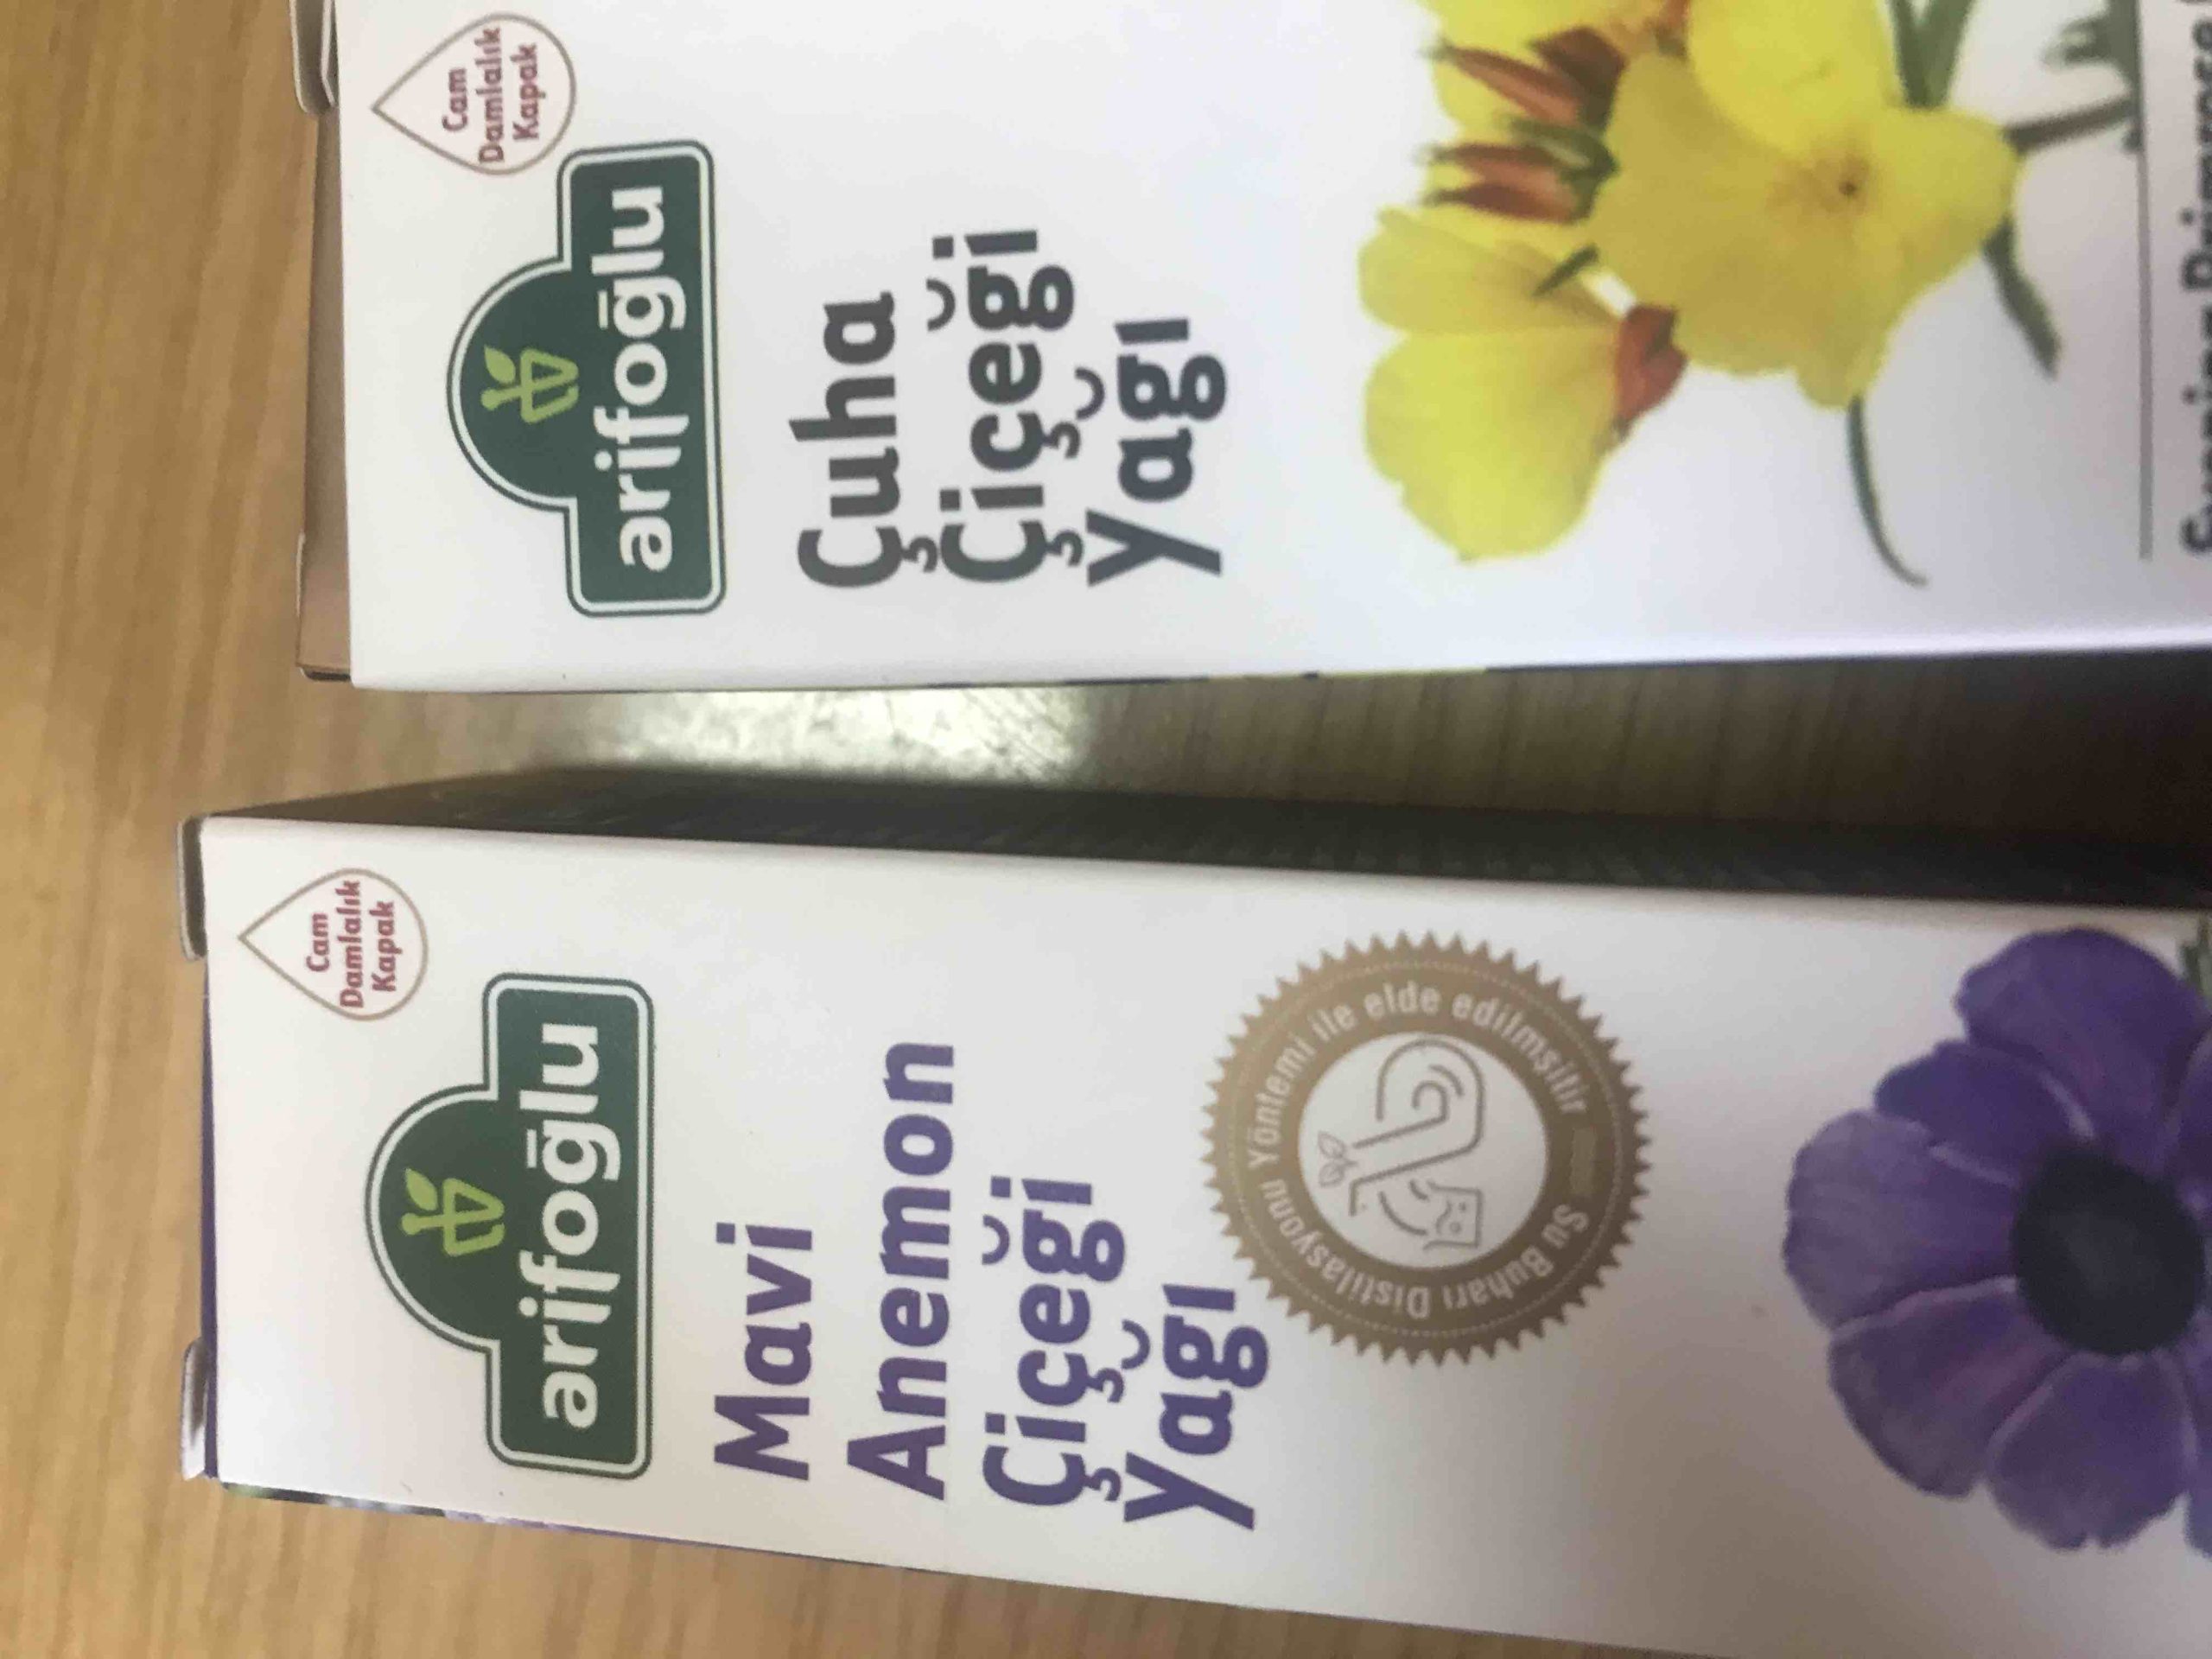 Cam
Damlalık
Kapak
arifoğlu
Mavi
Anemon
Çiçeği
Yağı
Su Buharı Distilasyonu Yöntemi ile elde edilmşitir
Cam
Damlalık
Kapak
arifoğlu
Çuha
Çiçeği
Yağı